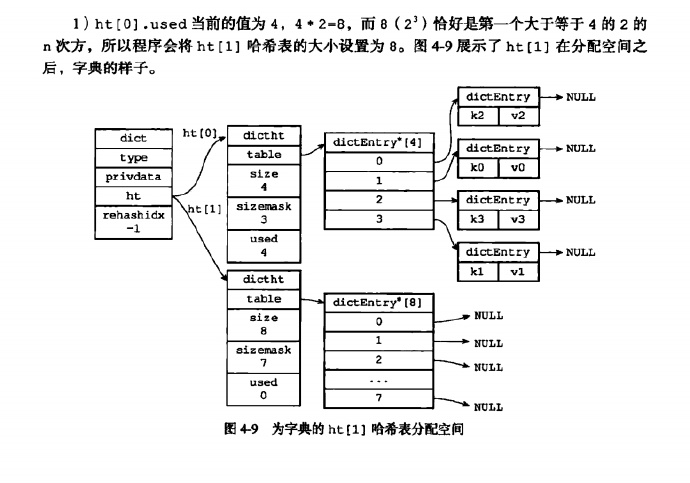 1）ht[0].used 当前的值为 4，4 * 2=8，而 8（2³）恰好是第一个大于等于 4 的 2 的
n 次方，所以程序会将 ht[1] 哈希表的大小设置为 8。图 4-9 展示了 ht[1] 在分配空间之
后，字典的样子。
dict
type
privdata
ht
rehashidx
-1
ht[0]
ht[1]
dictht
table
size
4
sizemask
3
used
4
dictEntry*[4]
0
1
2
3
dictEntry
k2 v2
NULL
dictEntry
k0 v0
NULL
dictEntry
k3 v3
NULL
dictEntry
k1 v1
NULL
dictht
table
size
8
sizemask
7
used
0
dictEntry*[8]
0
1
2
...
7
NULL
NULL
NULL
NULL
图 4-9 为字典的 ht[1] 哈希表分配空间